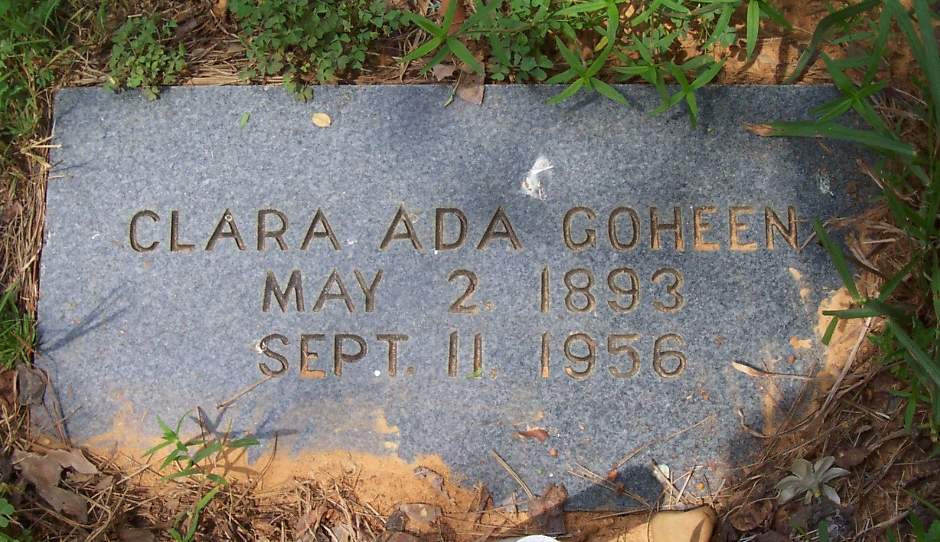 CLARA ADA GOHEEN
MAY 2. 1893
SEPT. 11. 1956